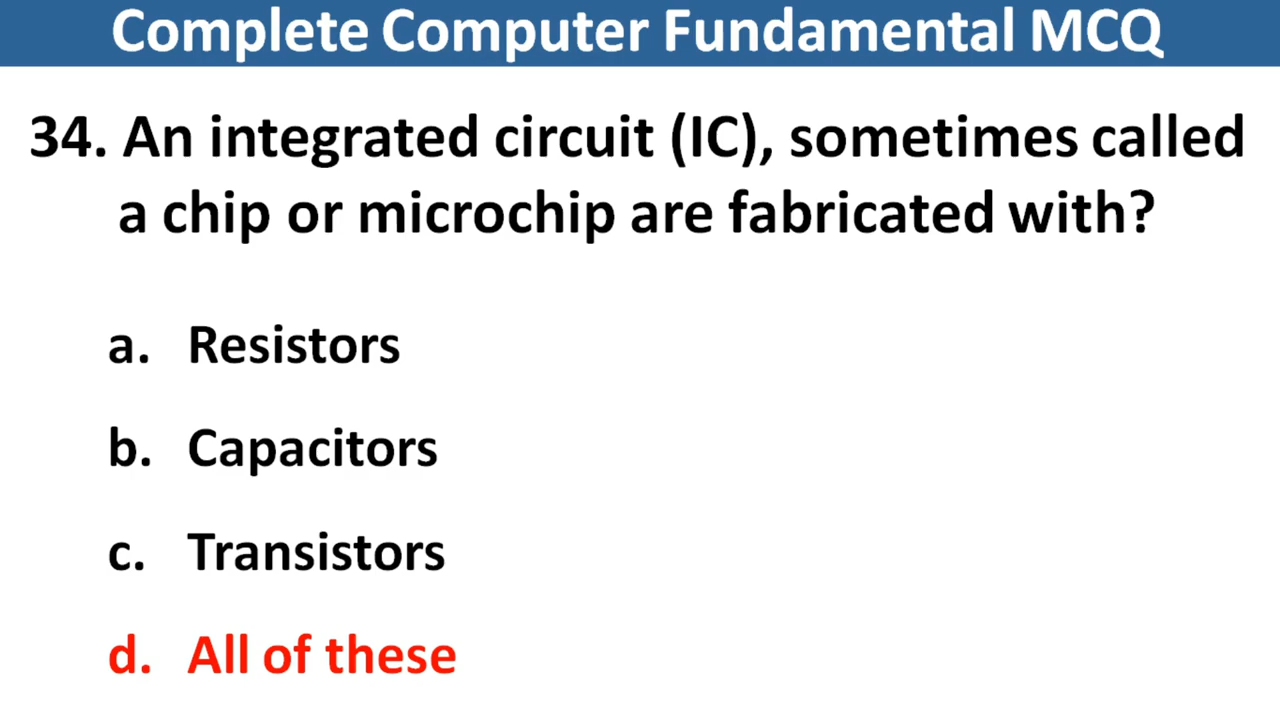 Complete Computer Fundamental MCQ
34. An integrated circuit (IC), sometimes called
a chip or microchip are fabricated with?
a. Resistors
b. Capacitors
c. Transistors
d. All of these